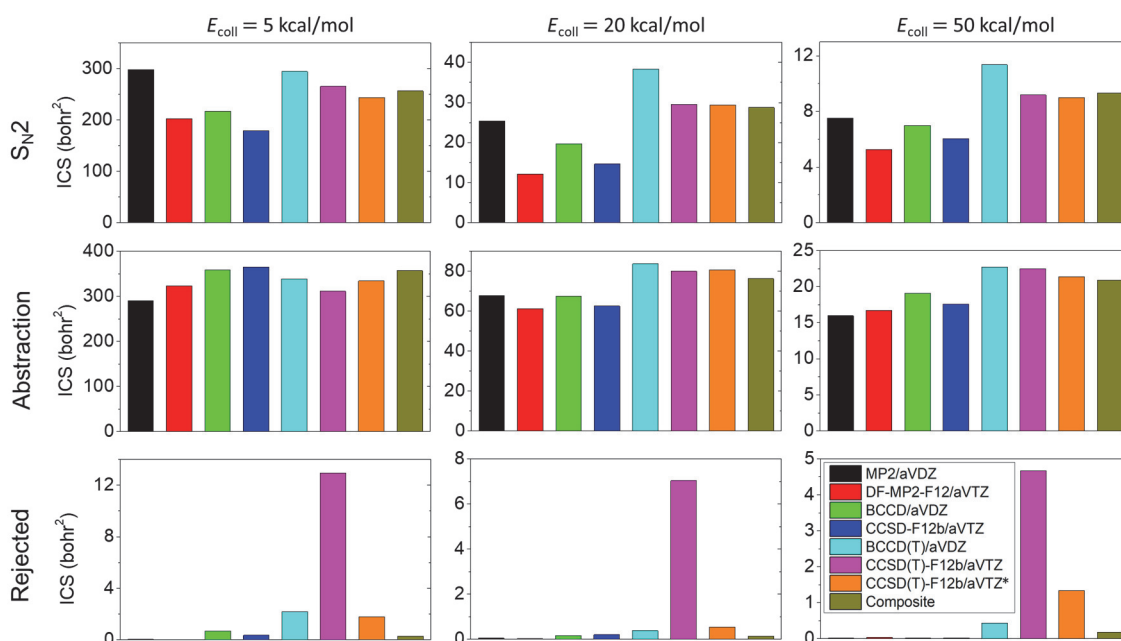 E_coll = 5 kcal/mol
E_coll = 20 kcal/mol
E_coll = 50 kcal/mol
S_N2
ICS (bohr²)
300
200
100
0
40
30
20
10
0
12
8
4
0
Abstraction
ICS (bohr²)
400
300
200
100
0
80
60
40
20
0
25
20
15
10
5
0
Rejected
ICS (bohr²)
12
8
4
0
8
6
4
2
0
5
4
3
2
1
0
MP2/aVDZ
DF-MP2-F12/aVTZ
BCCD/aVDZ
CCSD-F12b/aVTZ
BCCD(T)/aVDZ
CCSD(T)-F12b/aVTZ
CCSD(T)-F12b/aVTZ*
Composite